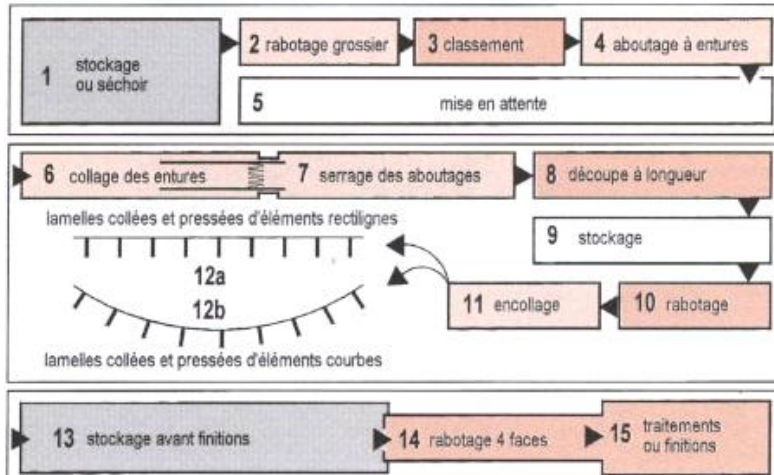 1 stockage
ou séchoir
2 rabotage grossier
3 classement
4 aboutage à entures
5 mise en attente
6 collage des entures
7 serrage des aboutages
8 découpe à longueur
lamelles collées et pressées d'éléments rectilignes
9 stockage
12a
12b
11 encollage
10 rabotage
lamelles collées et pressées d'éléments courbes
13 stockage avant finitions
14 rabotage 4 faces
15 traitements
ou finitions